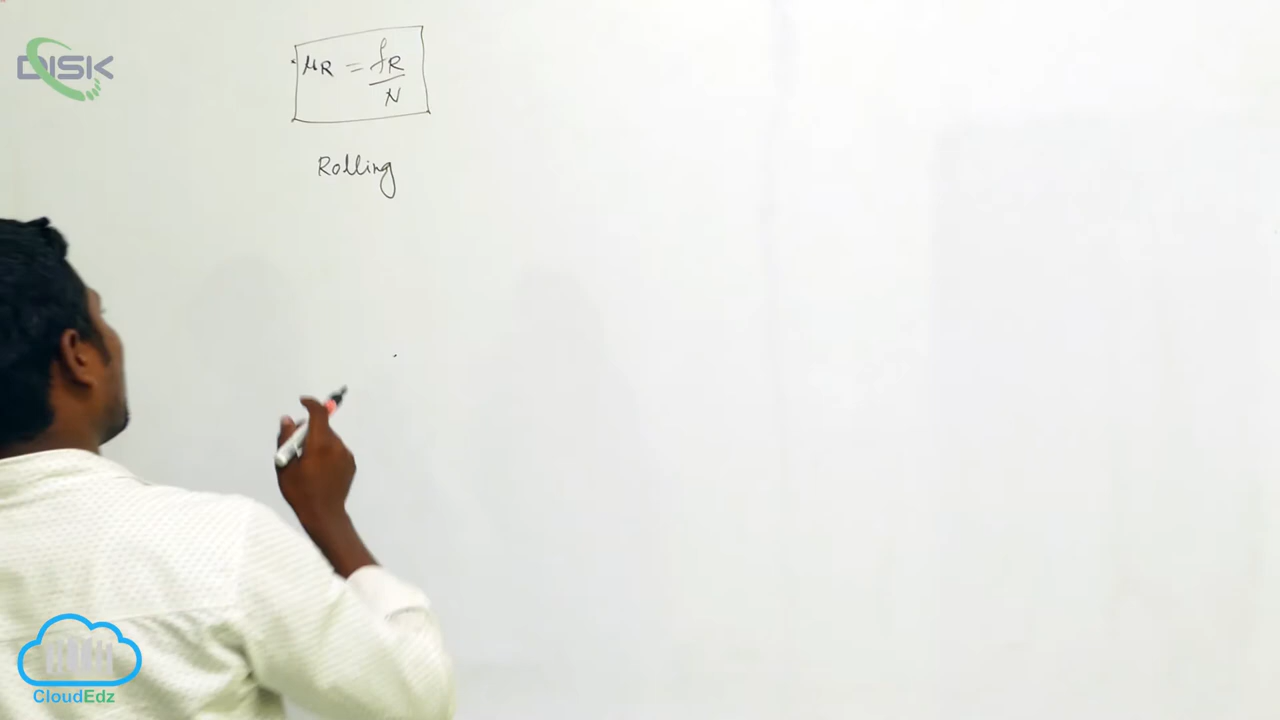 DISK
μR = fR/N
Rolling
CloudEdz